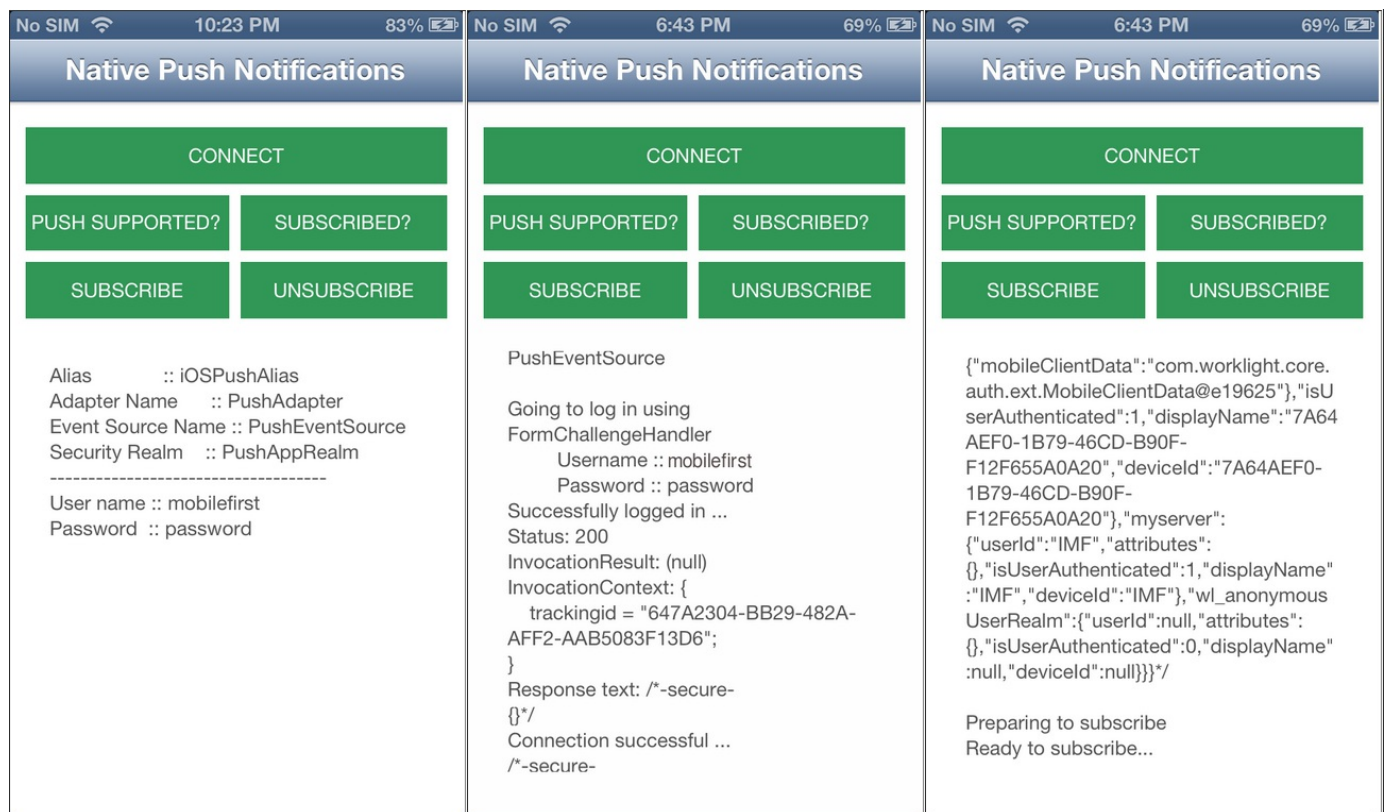 No SIM 10:23 PM 83%
Native Push Notifications
CONNECT
PUSH SUPPORTED? SUBSCRIBED?
SUBSCRIBE UNSUBSCRIBE
Alias :: iOSPushAlias
Adapter Name :: PushAdapter
Event Source Name :: PushEventSource
Security Realm :: PushAppRealm
------------------------------------
User name :: mobilefirst
Password :: password
No SIM 6:43 PM 69%
Native Push Notifications
CONNECT
PUSH SUPPORTED? SUBSCRIBED?
SUBSCRIBE UNSUBSCRIBE
PushEventSource
Going to log in using
FormChallengeHandler
Username :: mobilefirst
Password :: password
Successfully logged in ...
Status: 200
InvocationResult: (null)
InvocationContext: {
trackingid = "647A2304-BB29-482A-
AFF2-AAB5083F13D6";
}
Response text: /*-secure-
{}*/
Connection successful ...
/*-secure-
No SIM 6:43 PM 69%
Native Push Notifications
CONNECT
PUSH SUPPORTED? SUBSCRIBED?
SUBSCRIBE UNSUBSCRIBE
{"mobileClientData":"com.worklight.core.
auth.ext.MobileClientData@e19625"},"isU
serAuthenticated":1,"displayName":"7A64
AEF0-1B79-46CD-B90F-
F12F655A0A20","deviceId":"7A64AEF0-
1B79-46CD-B90F-
F12F655A0A20"},"myserver":
{"userId":"IMF","attributes":
{},"isUserAuthenticated":1,"displayName"
:"IMF","deviceId":"IMF"},"wl_anonymous
UserRealm":{"userId":null,"attributes":
{},"isUserAuthenticated":0,"displayName"
:null,"deviceId":null}}}*/
Preparing to subscribe
Ready to subscribe...